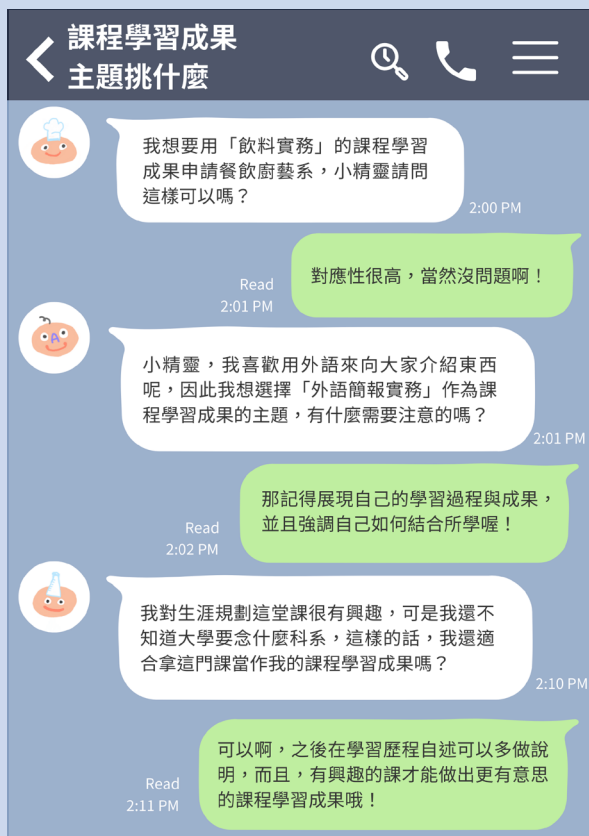 課程學習成果
主題挑什麼
我想要用「飲料實務」的課程學習
成果申請餐飲廚藝系，小精靈請問
這樣可以嗎？
2:00 PM
對應性很高，當然沒問題啊！
Read
2:01 PM
A
小精靈，我喜歡用外語來向大家介紹東西
呢，因此我想選擇「外語簡報實務」作為課
程學習成果的主題，有什麼需要注意的嗎？
2:01 PM
那記得展現自己的學習過程與成果，
並且強調自己如何結合所學喔！
Read
2:02 PM
我對生涯規劃這堂課很有興趣，可是我還不
知道大學要念什麼科系，這樣的話，我還適
合拿這門課當作我的課程學習成果嗎？
2:10 PM
可以啊，之後在學習歷程自述可以多做說
明，而且，有興趣的課才能做出更有意思
的課程學習成果哦！
Read
2:11 PM